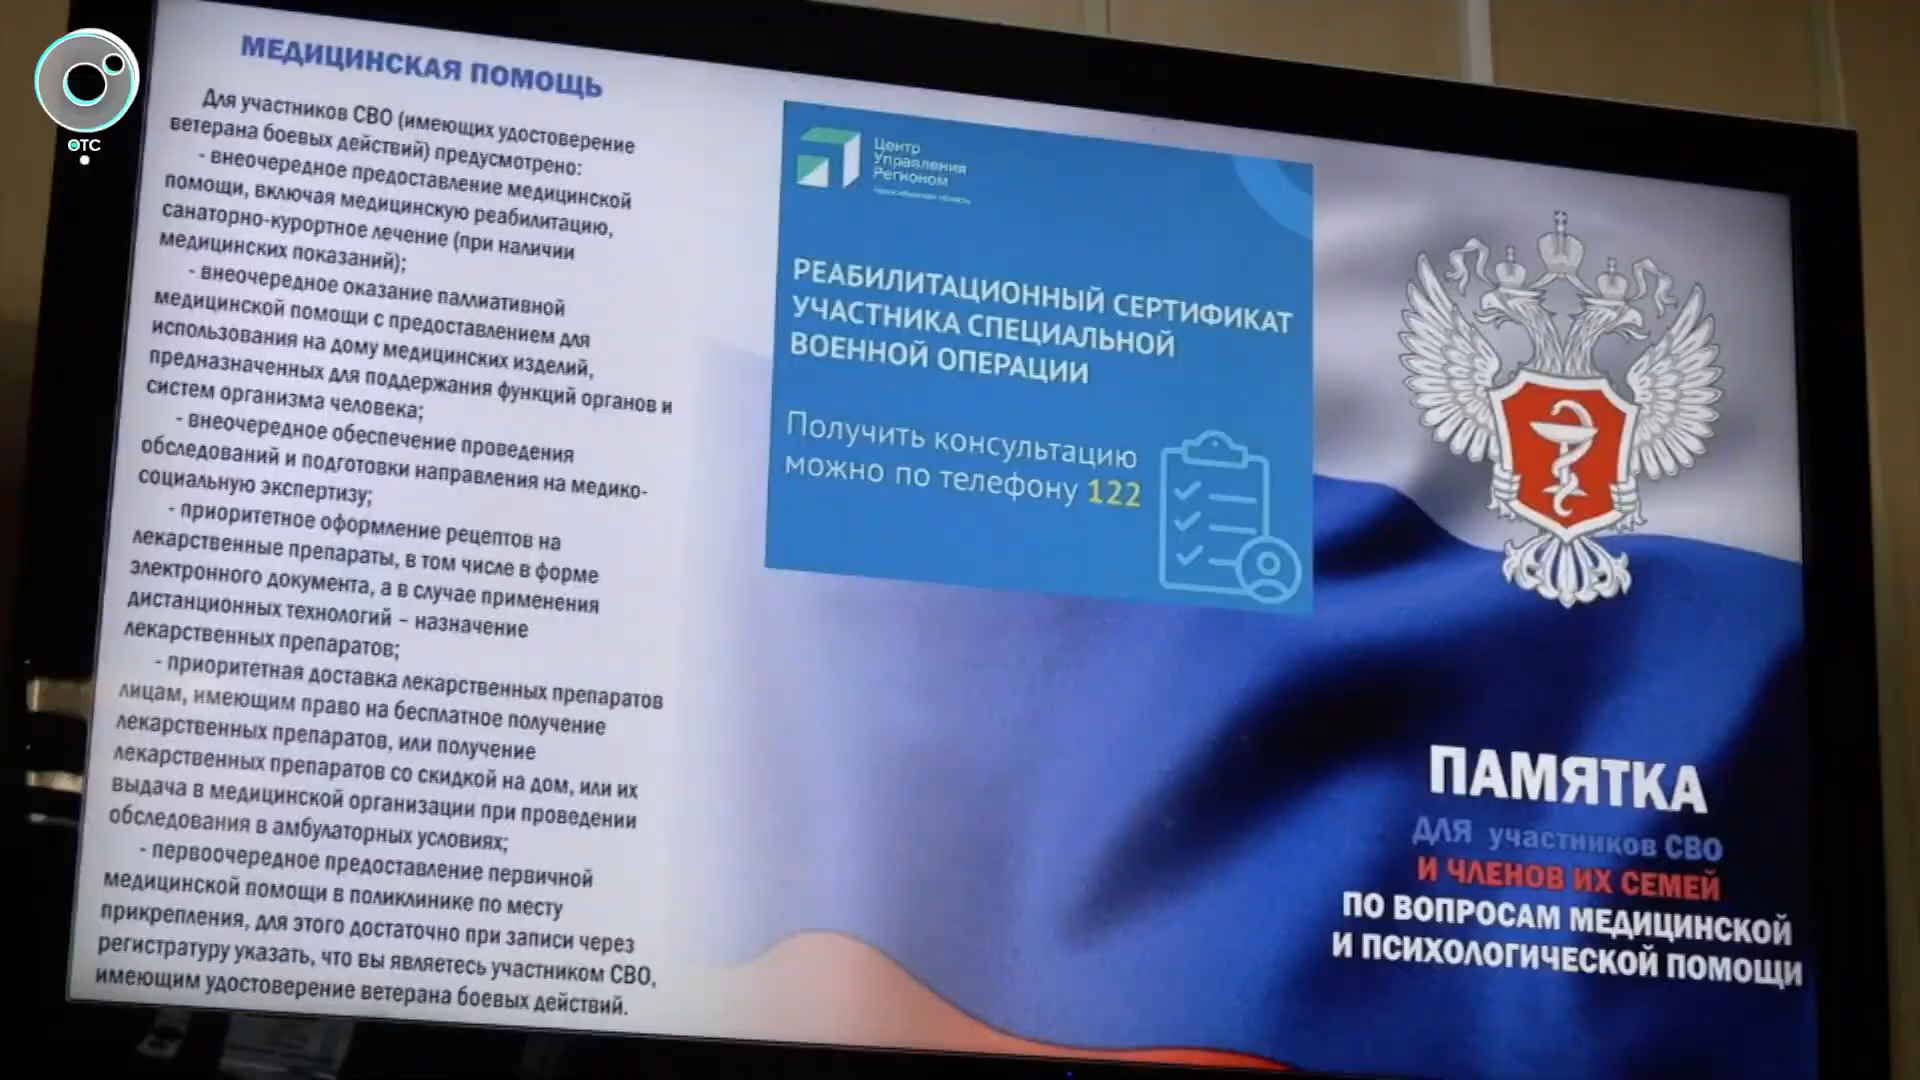 ОТС
МЕДИЦИНСКАЯ ПОМОЩЬ
Для участников СВО (имеющих удостоверение
ветерана боевых действий) предусмотрено:
- внеочередное предоставление медицинской
помощи, включая медицинскую реабилитацию,
санаторно-курортное лечение (при наличии
медицинских показаний);
- внеочередное оказание паллиативной
медицинской помощи с предоставлением для
использования на дому медицинских изделий,
предназначенных для поддержания функций органов и
систем организма человека;
- внеочередное обеспечение проведения
обследований и подготовки направления на медико-
социальную экспертизу;
- приоритетное оформление рецептов на
лекарственные препараты, в том числе в форме
электронного документа, а в случае применения
дистанционных технологий – назначение
лекарственных препаратов;
- приоритетная доставка лекарственных препаратов
лицам, имеющим право на бесплатное получение
лекарственных препаратов, или получение
лекарственных препаратов со скидкой на дом, или их
выдача в медицинской организации при проведении
обследования в амбулаторных условиях;
- первоочередное предоставление первичной
медицинской помощи в поликлинике по месту
прикрепления, для этого достаточно при записи через
регистратуру указать, что вы являетесь участником СВО,
имеющим удостоверение ветерана боевых действий.
Центр
Управления
Регионом
РЕАБИЛИТАЦИОННЫЙ СЕРТИФИКАТ
УЧАСТНИКА СПЕЦИАЛЬНОЙ
ВОЕННОЙ ОПЕРАЦИИ
Получить консультацию
можно по телефону 122
ПАМЯТКА
ДЛЯ участников СВО
И ЧЛЕНОВ ИХ СЕМЕЙ
ПО ВОПРОСАМ МЕДИЦИНСКОЙ
И ПСИХОЛОГИЧЕСКОЙ ПОМОЩИ